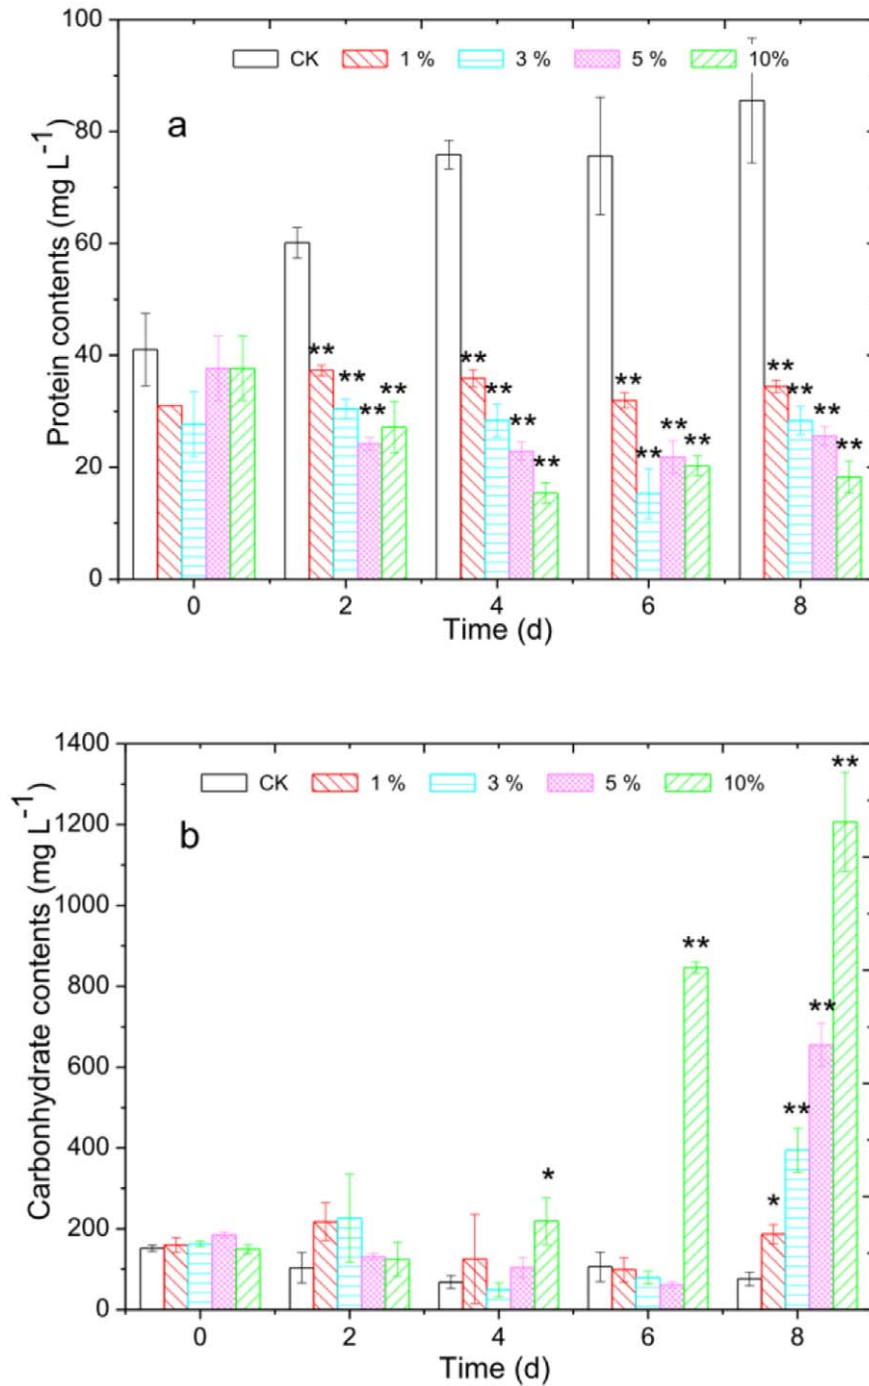 100
CK 1 % 3 % 5 % 10%
a
80
60
40
20
0
Protein contents (mg L-1)
** ** ** **
** ** ** **
** ** ** **
** ** ** **
0 2 4 6 8
Time (d)
1400
CK 1 % 3 % 5 % 10%
b
1200
1000
800
600
400
200
0
Carbonhydrate contents (mg L-1)
*
**
* ** ** **
0 2 4 6 8
Time (d)